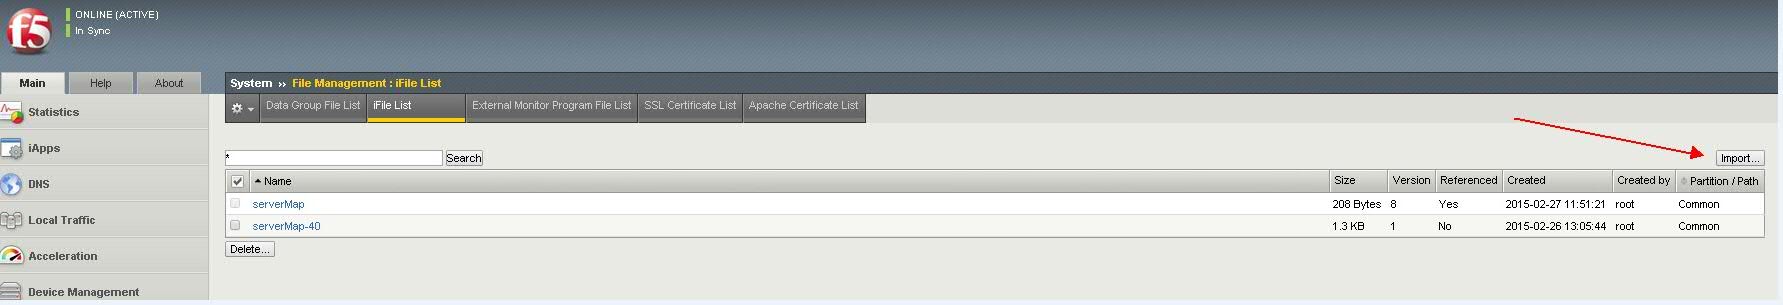 f5
ONLINE (ACTIVE)
In Sync
Main Help About
System » File Management : iFile List
Data Group File List iFile List External Monitor Program File List SSL Certificate List Apache Certificate List
Statistics
iApps
DNS
Local Traffic
Acceleration
Device Management
* Search Import...
Name Size Version Referenced Created Created by Partition / Path
serverMap 208 Bytes 8 Yes 2015-02-27 11:51:21 root Common
serverMap-40 1.3 KB 1 No 2015-02-26 13:05:44 root Common
Delete...